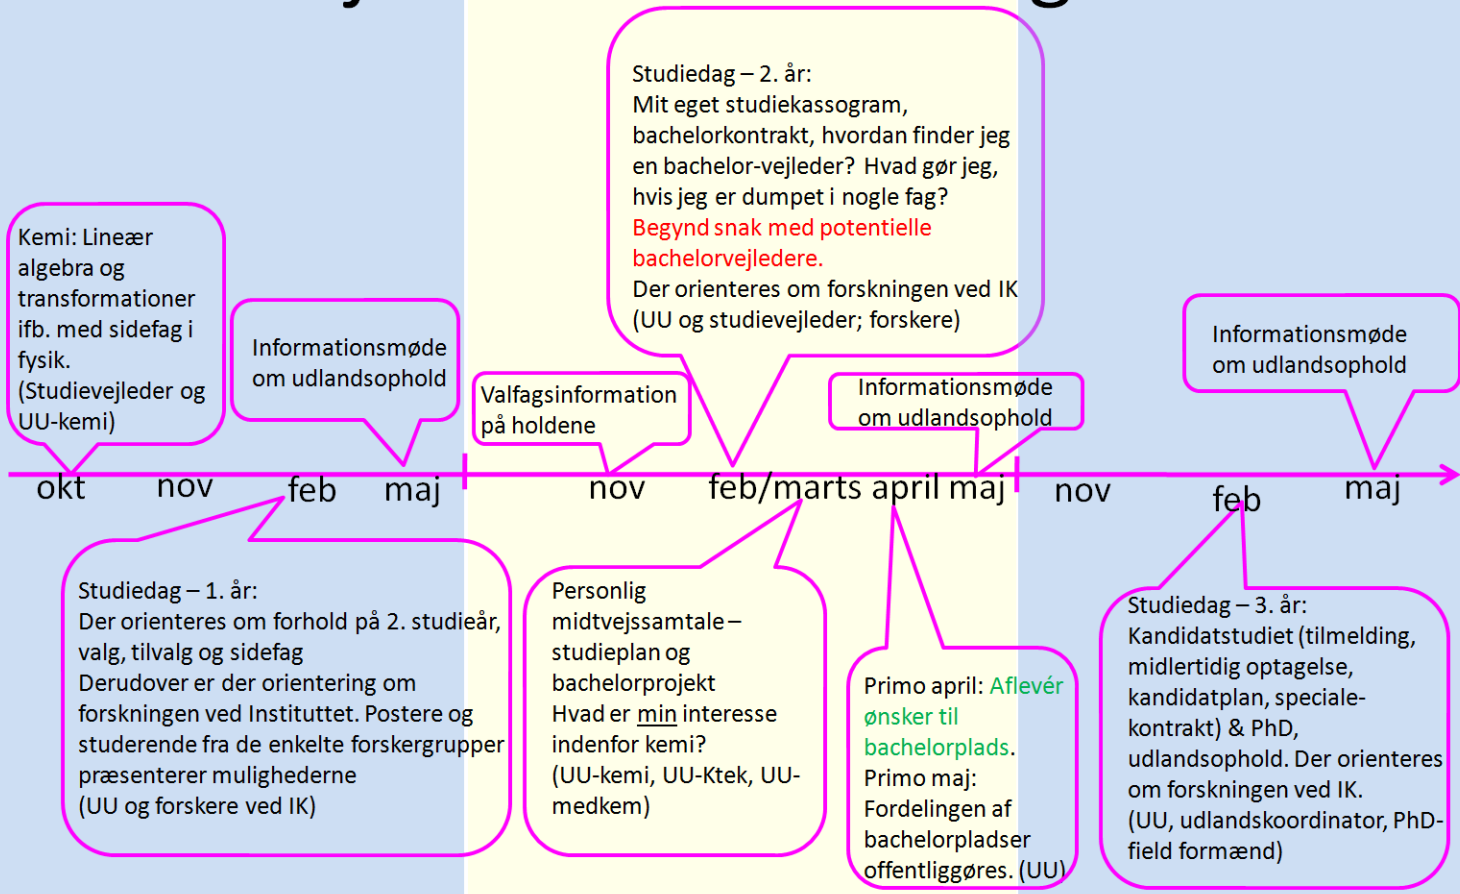 Studiedag – 2. år:
Mit eget studiekassogram,
bachelorkontrakt, hvordan finder jeg
en bachelor-vejleder? Hvad gør jeg,
hvis jeg er dumpet i nogle fag?
Begynd snak med potentielle
bachelorvejledere.
Der orienteres om forskningen ved IK
(UU og studievejleder; forskere)
Kemi: Lineær
algebra og
transformationer
ifb. med sidefag i
fysik.
(Studievejleder og
UU-kemi)
Informationsmøde
om udlandsophold
Valfagsinformation
på holdene
Informationsmøde
om udlandsophold
Informationsmøde
om udlandsophold
okt nov feb maj nov feb/marts april maj nov feb maj
Studiedag – 1. år:
Der orienteres om forhold på 2. studieår,
valg, tilvalg og sidefag
Derudover er der orientering om
forskningen ved Instituttet. Postere og
studerende fra de enkelte forskergrupper
præsenterer mulighederne
(UU og forskere ved IK)
Personlig
midtvejssamtale –
studieplan og
bachelorprojekt
Hvad er min interesse
indenfor kemi?
(UU-kemi, UU-Ktek, UU-
medkem)
Primo april: Aflevér
ønsker til
bachelorplads.
Primo maj:
Fordelingen af
bachelorpladser
offentliggøres. (UU)
Studiedag – 3. år:
Kandidatstudiet (tilmelding,
midlertidig optagelse,
kandidatplan, speciale-
kontrakt) & PhD,
udlandsophold. Der orienteres
om forskningen ved IK.
(UU, udlandskoordinator, PhD-
field formænd)